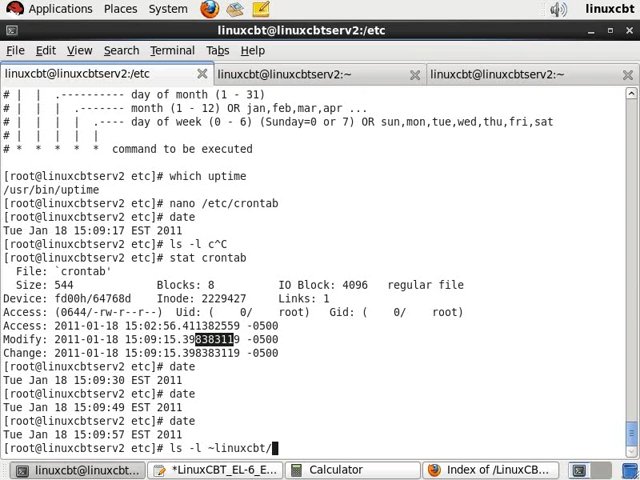 Applications Places System linuxcbt
linuxcbt@linuxcbtserv2:/etc
File Edit View Search Terminal Tabs Help
linuxcbt@linuxcbtserv2:/etc linuxcbt@linuxcbtserv2:~ linuxcbt@linuxcbtserv2:~
# | | .---------- day of month (1 - 31)
# | | | .------- month (1 - 12) OR jan,feb,mar,apr ...
# | | | | .---- day of week (0 - 6) (Sunday=0 or 7) OR sun,mon,tue,wed,thu,fri,sat
# | | | | |
# * * * * * command to be executed
[root@linuxcbtserv2 etc]# which uptime
/usr/bin/uptime
[root@linuxcbtserv2 etc]# nano /etc/crontab
[root@linuxcbtserv2 etc]# date
Tue Jan 18 15:09:17 EST 2011
[root@linuxcbtserv2 etc]# ls -l c^C
[root@linuxcbtserv2 etc]# stat crontab
File: `crontab'
Size: 544 Blocks: 8 IO Block: 4096 regular file
Device: fd00h/64768d Inode: 2229427 Links: 1
Access: (0644/-rw-r--r--) Uid: ( 0/ root) Gid: ( 0/ root)
Access: 2011-01-18 15:02:56.411382559 -0500
Modify: 2011-01-18 15:09:15.398383119 -0500
Change: 2011-01-18 15:09:15.398383119 -0500
[root@linuxcbtserv2 etc]# date
Tue Jan 18 15:09:30 EST 2011
[root@linuxcbtserv2 etc]# date
Tue Jan 18 15:09:49 EST 2011
[root@linuxcbtserv2 etc]# date
Tue Jan 18 15:09:57 EST 2011
[root@linuxcbtserv2 etc]# ls -l ~linuxcbt/
linuxcbt@linuxcbt... *LinuxCBT_EL-6_E... Calculator Index of /LinuxCB...